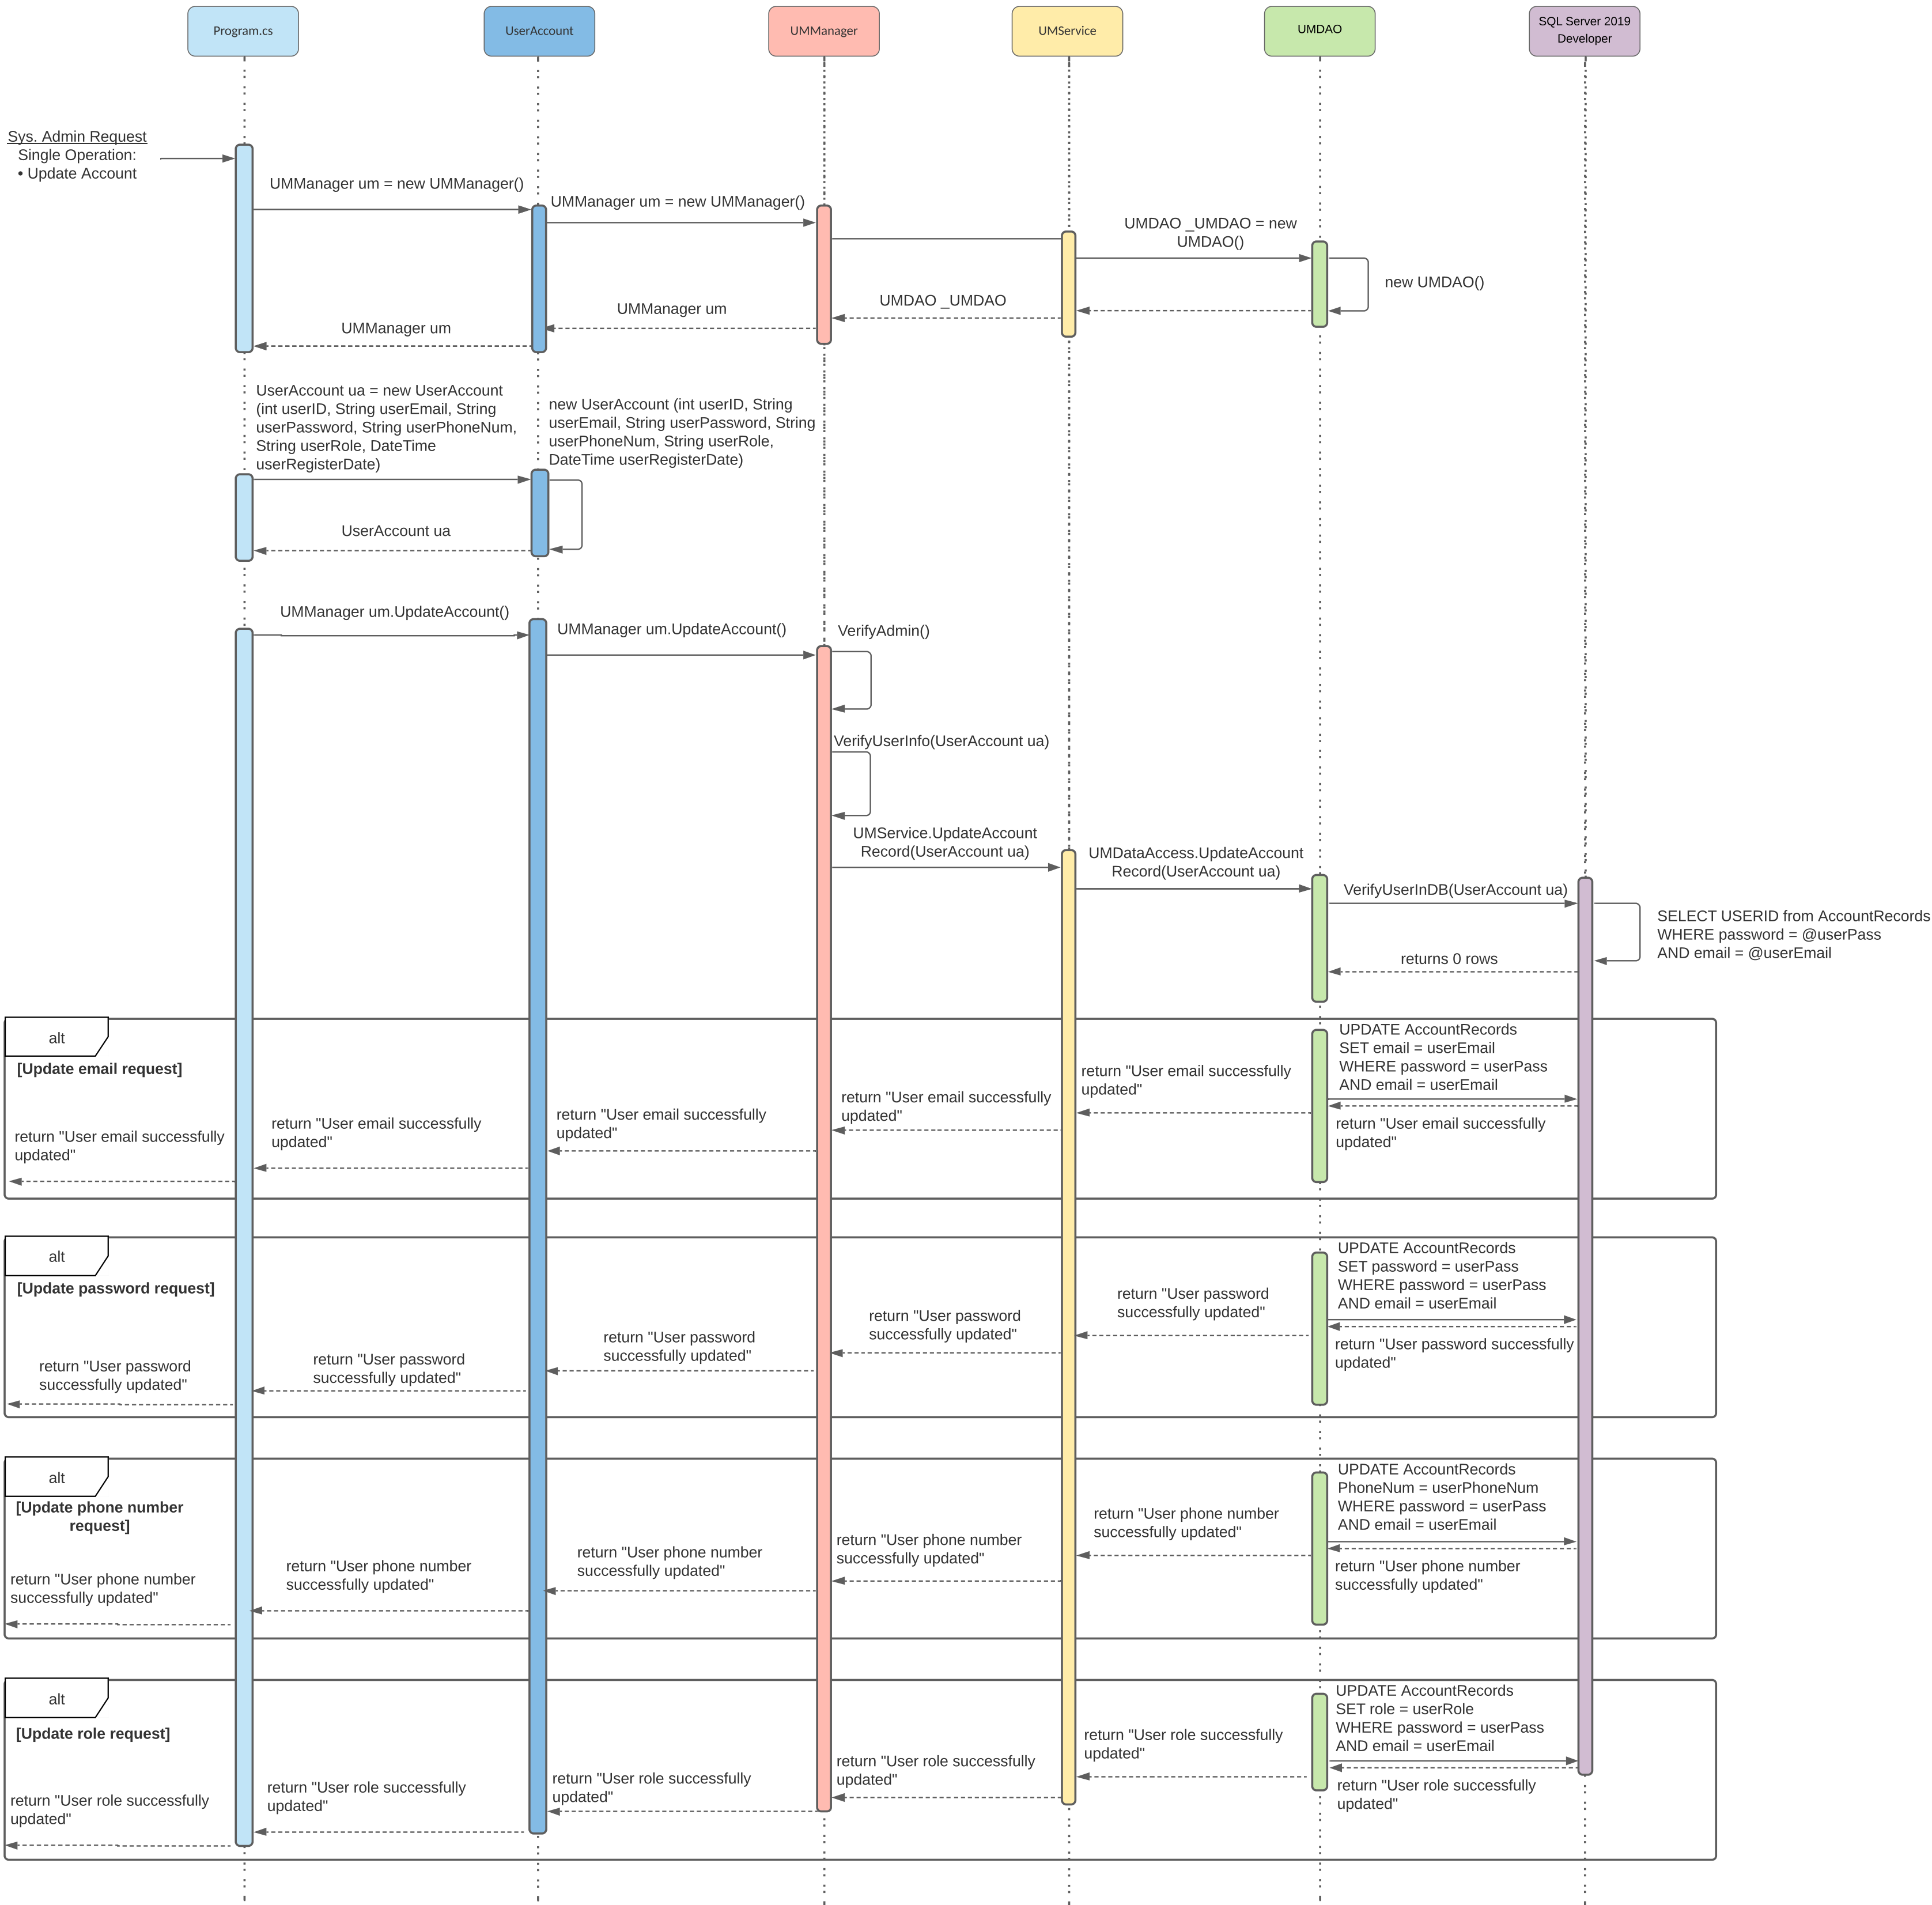 Program.cs
UserAccount
UMManager
UMService
UMDAO
SQL Server 2019
Developer
Sys. Admin Request
Single Operation:
• Update Account
UMManager um = new UMManager()
UMManager um = new UMManager()
UMDAO _UMDAO = new
UMDAO()
new UMDAO()
UMDAO _UMDAO
UMManager um
UMManager um
UserAccount ua = new UserAccount
(int userID, String userEmail, String
userPassword, String userPhoneNum,
String userRole, DateTime
userRegisterDate)
new UserAccount (int userID, String
userEmail, String userPassword, String
userPhoneNum, String userRole,
DateTime userRegisterDate)
UserAccount ua
UMManager um.UpdateAccount()
UMManager um.UpdateAccount()
VerifyAdmin()
VerifyUserInfo(UserAccount ua)
UMService.UpdateAccount
Record(UserAccount ua)
UMDataAccess.UpdateAccount
Record(UserAccount ua)
VerifyUserInDB(UserAccount ua)
SELECT USERID from AccountRecords
WHERE password = @userPass
AND email = @userEmail
returns 0 rows
alt
[Update email request]
UPDATE AccountRecords
SET email = userEmail
WHERE password = userPass
AND email = userEmail
return "User email successfully
updated"
return "User email successfully
updated"
return "User email successfully
updated"
return "User email successfully
updated"
return "User email successfully
updated"
return "User email successfully
updated"
alt
[Update password request]
UPDATE AccountRecords
SET password = userPass
WHERE password = userPass
AND email = userEmail
return "User password successfully
updated"
return "User password
successfully updated"
return "User password
successfully updated"
return "User password
successfully updated"
return "User password
successfully updated"
return "User password
successfully updated"
alt
[Update phone number
request]
UPDATE AccountRecords
PhoneNum = userPhoneNum
WHERE password = userPass
AND email = userEmail
return "User phone number
successfully updated"
return "User phone number
successfully updated"
return "User phone number
successfully updated"
return "User phone number
successfully updated"
return "User phone number
successfully updated"
return "User phone number
successfully updated"
alt
[Update role request]
UPDATE AccountRecords
SET role = userRole
WHERE password = userPass
AND email = userEmail
return "User role successfully
updated"
return "User role successfully
updated"
return "User role successfully
updated"
return "User role successfully
updated"
return "User role successfully
updated"
return "User role successfully
updated"